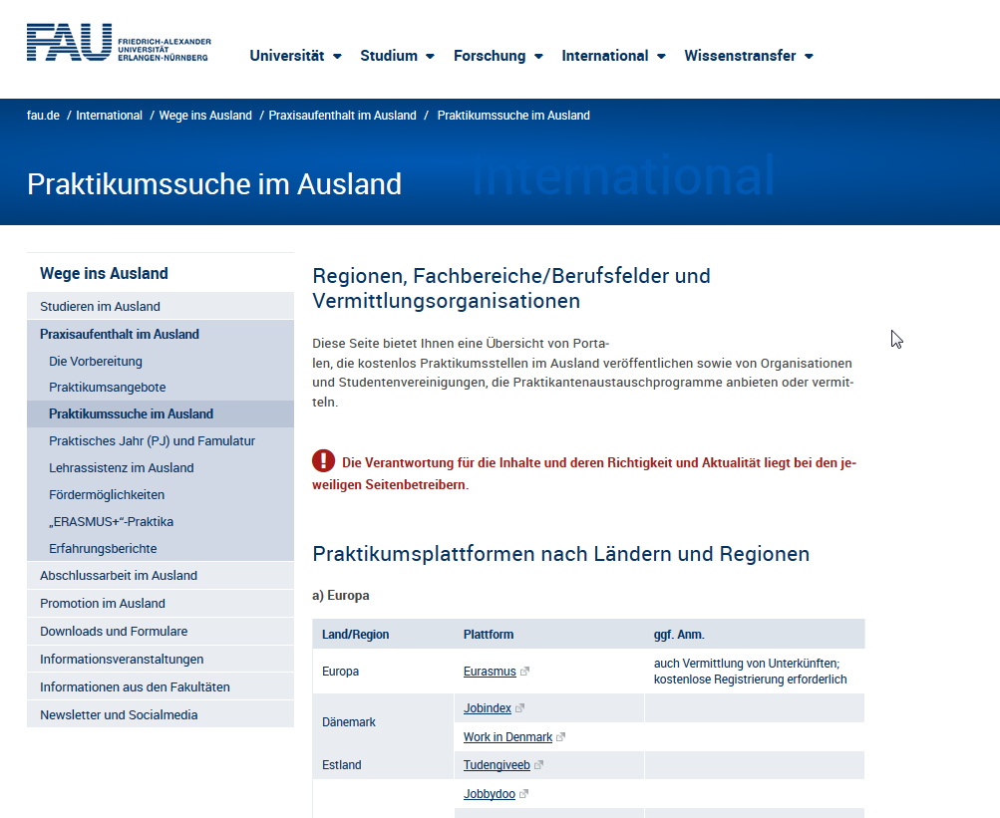 FAU
FRIEDRICH-ALEXANDER
UNIVERSITÄT
ERLANGEN-NÜRNBERG
Universität Studium Forschung International Wissenstransfer
fau.de / International / Wege ins Ausland / Praxisaufenthalt im Ausland / Praktikumssuche im Ausland
International
Praktikumssuche im Ausland
Wege ins Ausland
Studieren im Ausland
Praxisaufenthalt im Ausland
Die Vorbereitung
Praktikumsangebote
Praktikumssuche im Ausland
Praktisches Jahr (PJ) und Famulatur
Lehrassistenz im Ausland
Fördermöglichkeiten
„ERASMUS+“-Praktika
Erfahrungsberichte
Abschlussarbeit im Ausland
Promotion im Ausland
Downloads und Formulare
Informationsveranstaltungen
Informationen aus den Fakultäten
Newsletter und Socialmedia
Regionen, Fachbereiche/Berufsfelder und
Vermittlungsorganisationen
Diese Seite bietet Ihnen eine Übersicht von Porta-
len, die kostenlos Praktikumsstellen im Ausland veröffentlichen sowie von Organisationen
und Studentenvereinigungen, die Praktikantenaustauschprogramme anbieten oder vermit-
teln.
Die Verantwortung für die Inhalte und deren Richtigkeit und Aktualität liegt bei den je-
weiligen Seitenbetreibern.
Praktikumsplattformen nach Ländern und Regionen
a) Europa
Land/Region Plattform ggf. Anm.
Europa Eurasmus auch Vermittlung von Unterkünften;
kostenlose Registrierung erforderlich
Dänemark Jobindex
Work in Denmark
Estland Tudengiveeb
Jobbydoo